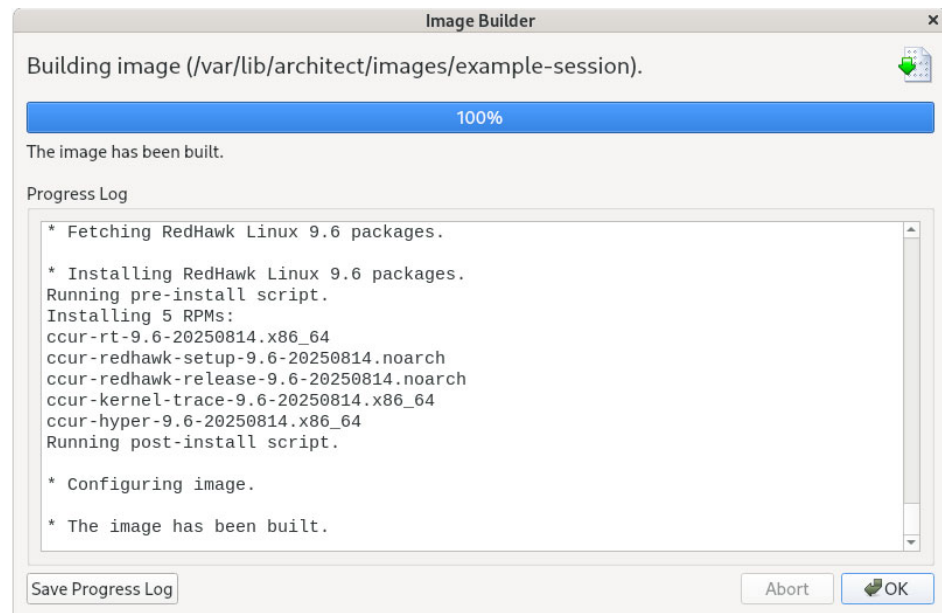 Image Builder
Building image (/var/lib/architect/images/example-session).
100%
The image has been built.
Progress Log
* Fetching RedHawk Linux 9.6 packages.
* Installing RedHawk Linux 9.6 packages.
Running pre-install script.
Installing 5 RPMs:
ccur-rt-9.6-20250814.x86_64
ccur-redhawk-setup-9.6-20250814.noarch
ccur-redhawk-release-9.6-20250814.noarch
ccur-kernel-trace-9.6-20250814.x86_64
ccur-hyper-9.6-20250814.x86_64
Running post-install script.
* Configuring image.
* The image has been built.
Save Progress Log
Abort
OK